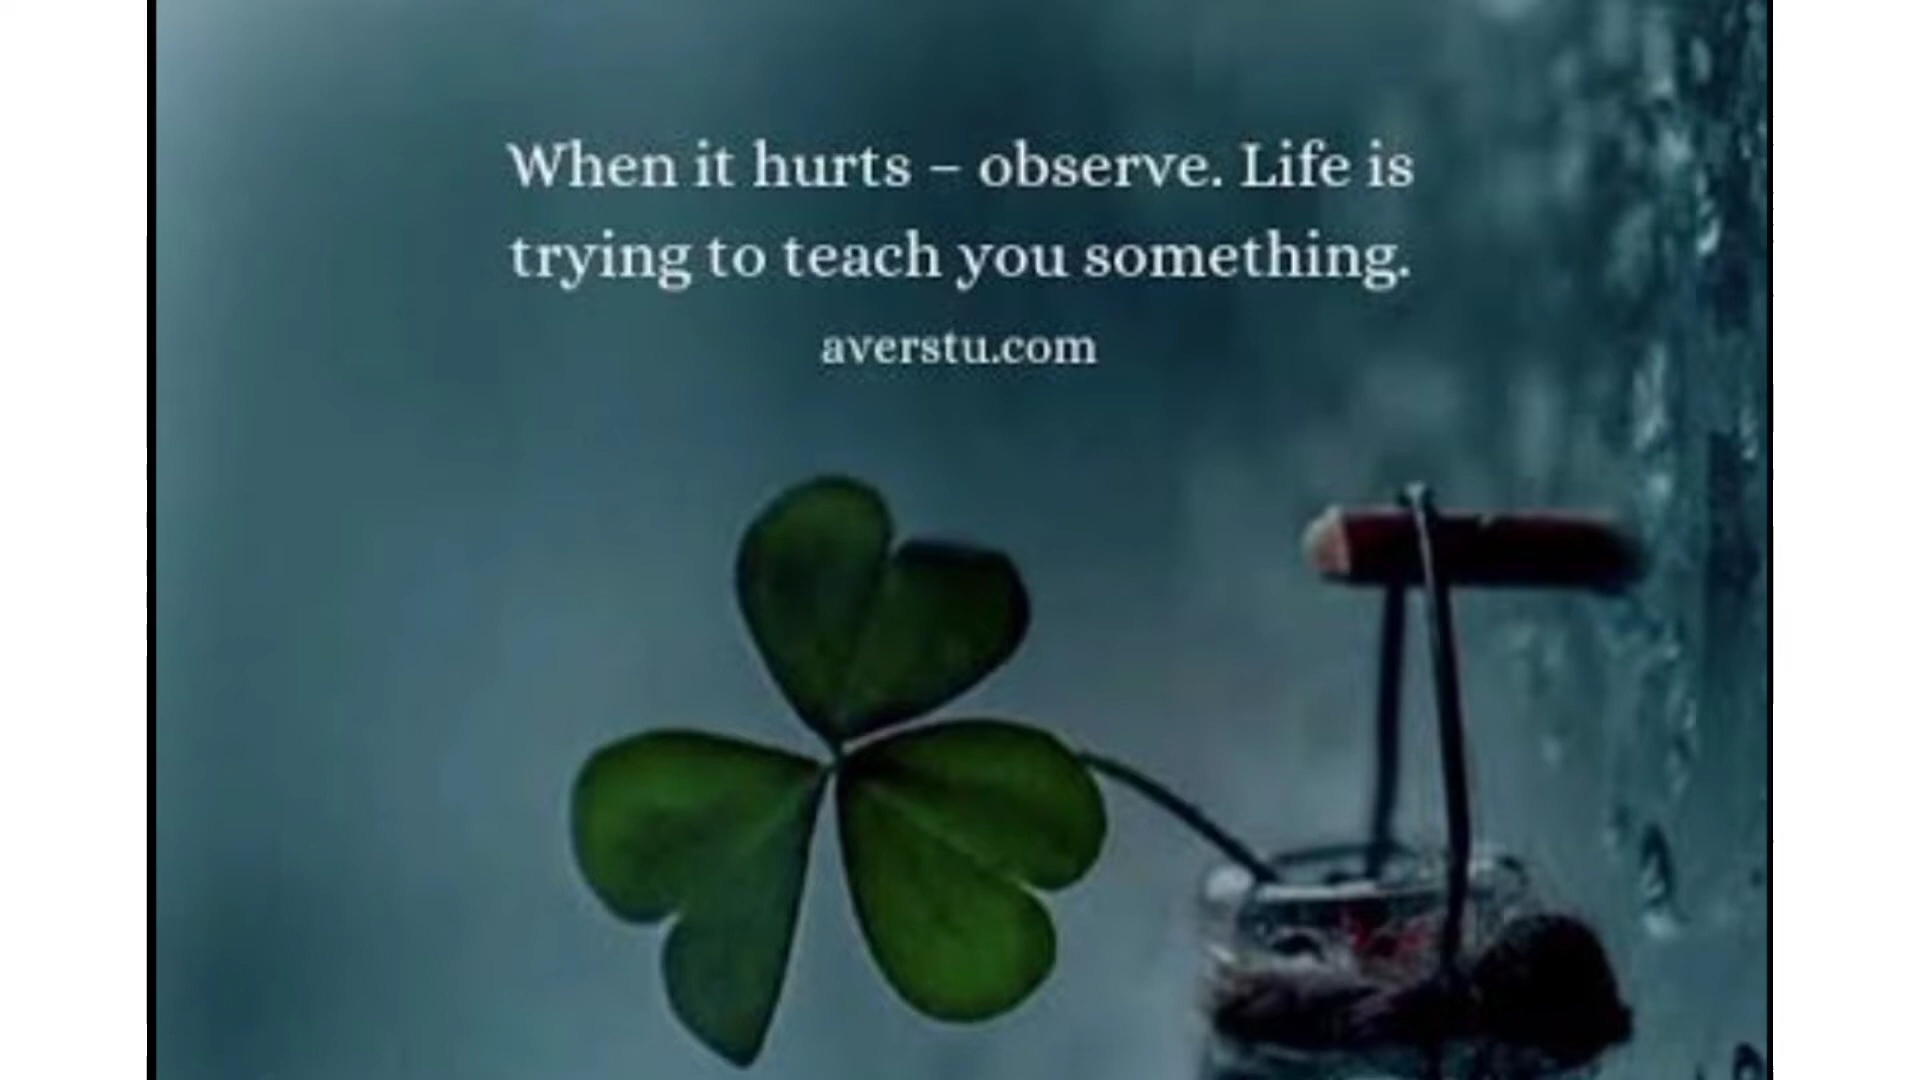 When it hurts – observe. Life is
trying to teach you something.
averstu.com